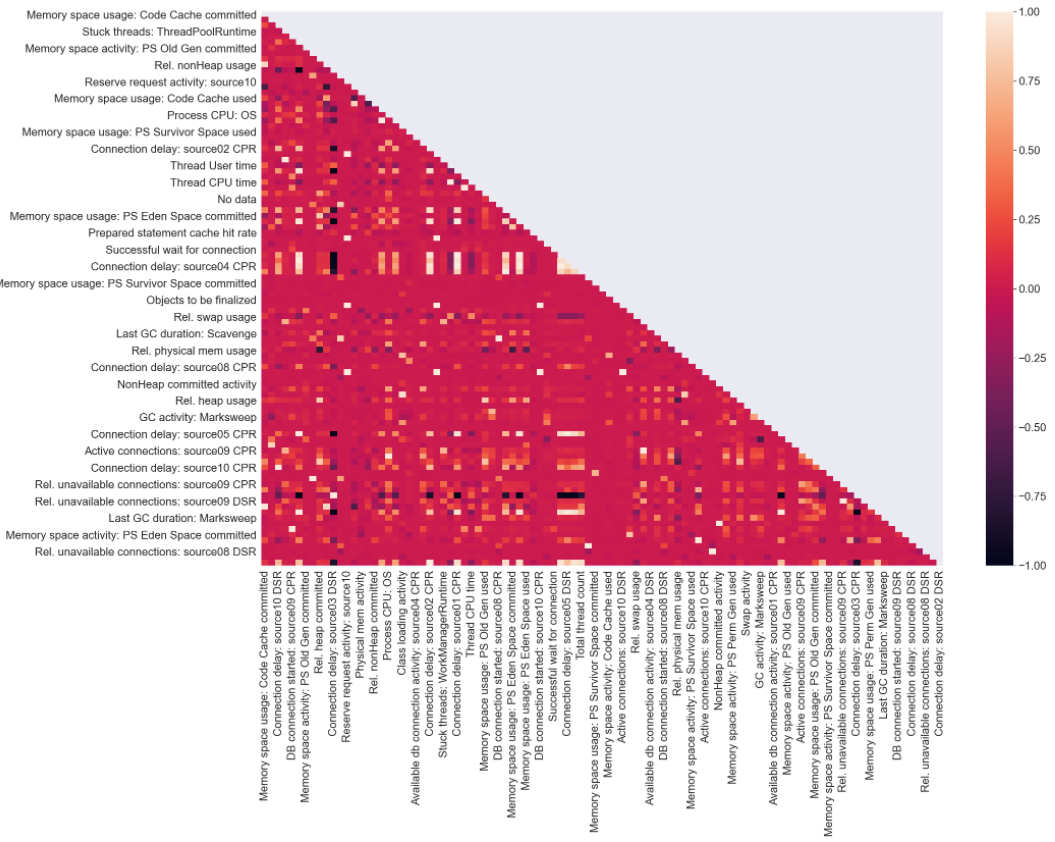 Memory space usage: Code Cache committed
Stuck threads: ThreadPoolRuntime
Memory space activity: PS Old Gen committed
Rel. nonHeap usage
Reserve request activity: source10
Memory space usage: Code Cache used
Process CPU: OS
Memory space usage: PS Survivor Space used
Connection delay: source02 CPR
Thread User time
Thread CPU time
No data
Memory space usage: PS Eden Space committed
Prepared statement cache hit rate
Successful wait for connection
Connection delay: source04 CPR
Memory space usage: PS Survivor Space committed
Objects to be finalized
Rel. swap usage
Last GC duration: Scavenge
Rel. physical mem usage
Connection delay: source08 CPR
NonHeap committed activity
Rel. heap usage
GC activity: Marksweep
Connection delay: source05 CPR
Active connections: source09 CPR
Connection delay: source10 CPR
Rel. unavailable connections: source09 CPR
Rel. unavailable connections: source09 DSR
Last GC duration: Marksweep
Memory space activity: PS Eden Space committed
Rel. unavailable connections: source08 DSR
1.00
0.75
0.50
0.25
0.00
−0.25
−0.50
−0.75
−1.00
Memory space usage: Code Cache committed
Connection delay: source10 DSR
DB connection started: source09 CPR
Memory space activity: PS Old Gen committed
Rel. heap committed
Connection delay: source03 DSR
Reserve request activity: source10
Physical mem activity
Rel. nonHeap committed
Process CPU: OS
Class loading activity
Available db connection activity: source04 CPR
Connection delay: source02 CPR
Stuck threads: WorkManagerRuntime
Connection delay: source01 CPR
Thread CPU time
Memory space usage: PS Old Gen used
DB connection started: source08 CPR
Memory space usage: PS Eden Space committed
Memory space usage: PS Eden Space used
DB connection started: source10 CPR
Successful wait for connection
Connection delay: source05 DSR
Total thread count
Memory space usage: PS Survivor Space committed
Memory space activity: Code Cache used
Active connections: source10 DSR
Rel. swap usage
Available db connection activity: source04 DSR
DB connection started: source08 DSR
Rel. physical mem usage
Memory space activity: PS Survivor Space used
Active connections: source10 CPR
NonHeap committed activity
Memory space activity: PS Perm Gen used
Swap activity
GC activity: Marksweep
Available db connection activity: source01 CPR
Memory space activity: PS Old Gen used
Active connections: source09 CPR
Memory space usage: PS Old Gen committed
Memory space activity: PS Survivor Space committed
Rel. unavailable connections: source09 CPR
Connection delay: source03 CPR
Memory space usage: PS Perm Gen used
Last GC duration: Marksweep
DB connection started: source09 DSR
Connection delay: source08 DSR
Rel. unavailable connections: source08 DSR
Connection delay: source02 DSR